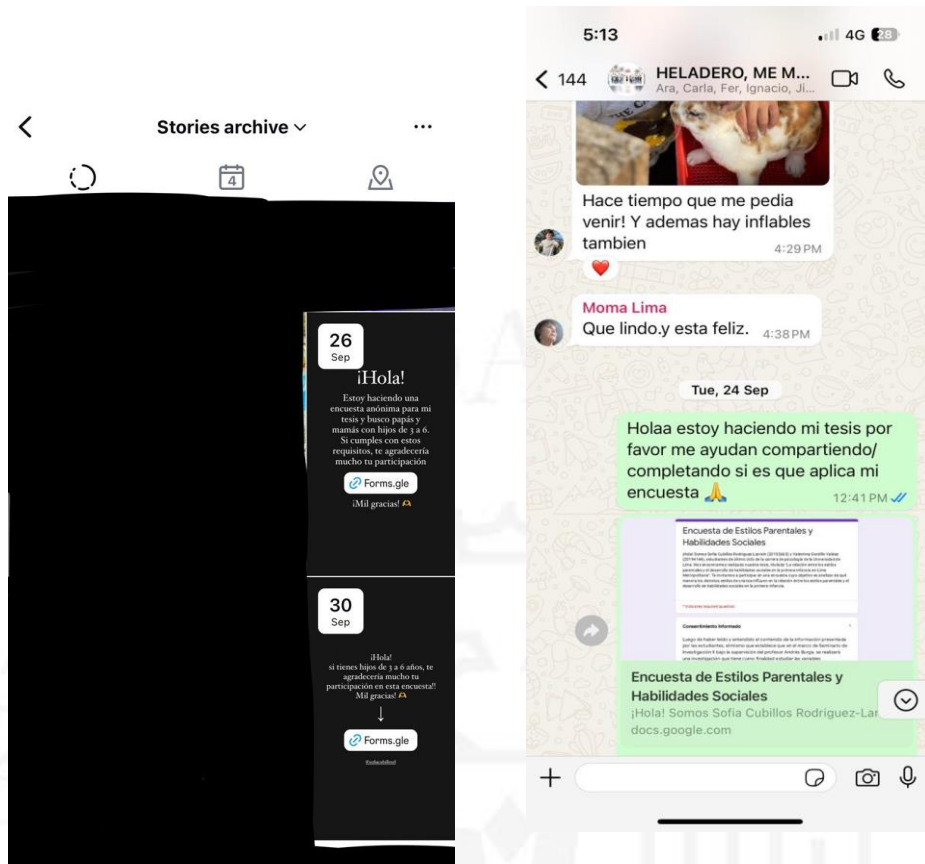 Stories archive
4
26
Sep
¡Hola!
Estoy haciendo una
encuesta anónima para mi
tesis y busco papás y
mamás con hijos de 3 a 6.
Si cumples con estos
requisitos, te agradecería
mucho tu participación
Forms.gle
¡Mil gracias! 🫶
30
Sep
¡Hola!
si tienes hijos de 3 a 6 años, te
agradecería mucho tu
participación en esta encuesta!!
Mil gracias! 🫶
↓
Forms.gle
5:13
4G 28
144
HELADERO, ME M...
Ara, Carla, Fer, Ignacio, Ji...
Hace tiempo que me pedia
venir! Y ademas hay inflables
tambien
4:29 PM
❤️
Moma Lima
Que lindo.y esta feliz.
4:38 PM
Tue, 24 Sep
Holaa estoy haciendo mi tesis por
favor me ayudan compartiendo/
completando si es que aplica mi
encuesta 🙏
12:41 PM
Encuesta de Estilos Parentales y
Habilidades Sociales
Consentimiento Informado
Encuesta de Estilos Parentales y
Habilidades Sociales
¡Hola! Somos Sofia Cubillos Rodriguez-Lar
docs.google.com